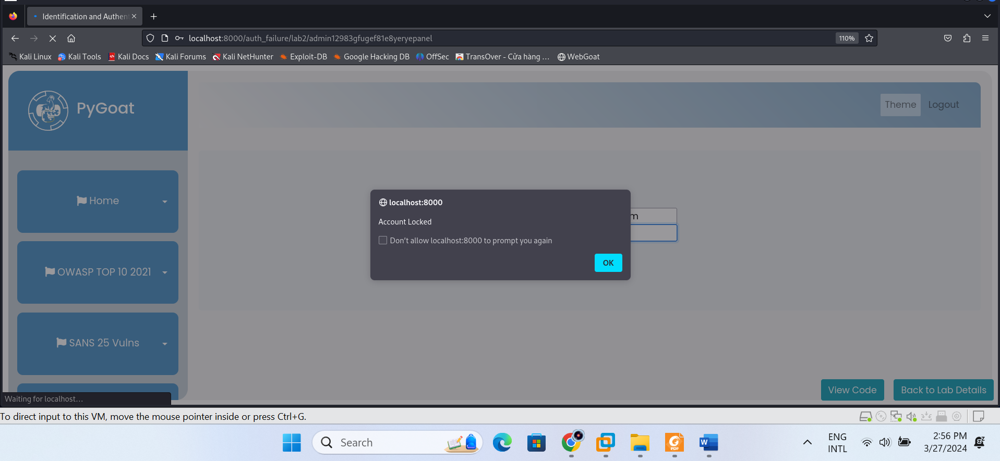 Identification and Authent
localhost:8000/auth_failure/lab2/admin12983gfugef81e8yeryepanel
110%
Kali Linux
Kali Tools
Kali Docs
Kali Forums
Kali NetHunter
Exploit-DB
Google Hacking DB
OffSec
TransOver - Cửa hàng …
WebGoat
PyGoat
Theme
Logout
Home
OWASP TOP 10 2021
SANS 25 Vulns
localhost:8000
Account Locked
Don’t allow localhost:8000 to prompt you again
OK
m
View Code
Back to Lab Details
Waiting for localhost…
To direct input to this VM, move the mouse pointer inside or press Ctrl+G.
Search
PDF
W
ENG
INTL
2:56 PM
3/27/2024